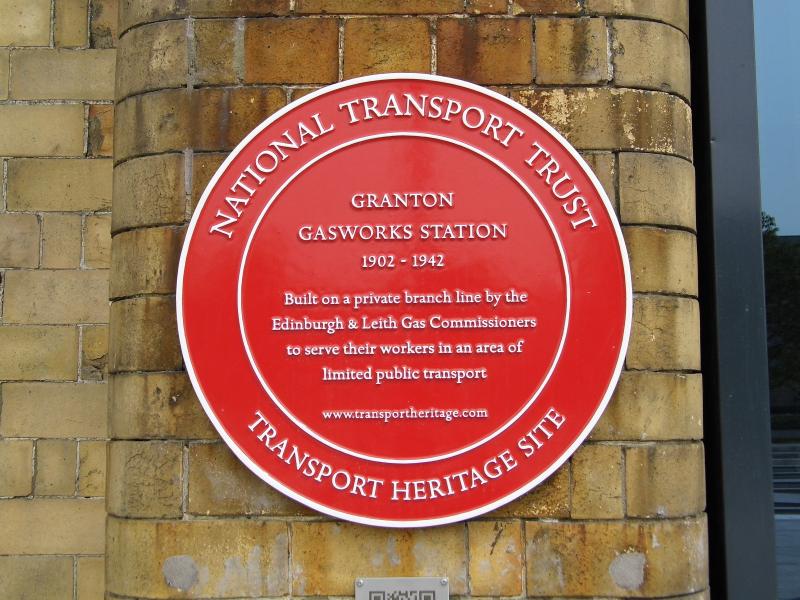 NATIONAL TRANSPORT TRUST
GRANTON
GASWORKS STATION
1902 - 1942
Built on a private branch line by the
Edinburgh & Leith Gas Commissioners
to serve their workers in an area of
limited public transport
www.transportheritage.com
TRANSPORT HERITAGE SITE